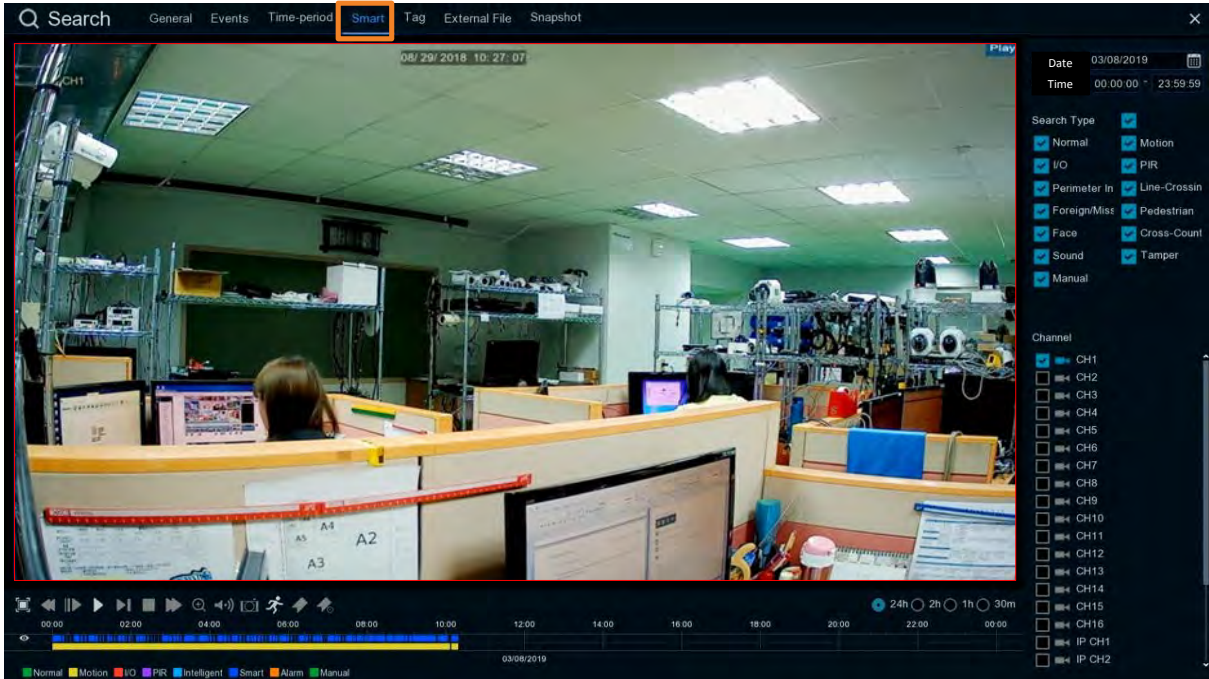 Search General Events Time-period Smart Tag External File Snapshot
08/29/2018 10:27:07
Play
CH1
Date 03/08/2019
Time 00:00:00 - 23:59:59
Search Type
Normal Motion
I/O PIR
Perimeter In Line-Crossin
Foreign/Miss Pedestrian
Face Cross-Count
Sound Tamper
Manual
Channel
CH1
CH2
CH3
CH4
CH5
CH6
CH7
CH8
CH9
CH10
CH11
CH12
CH13
CH14
CH15
CH16
IP CH1
IP CH2
A4
A5 A2
A3
24h 2h 1h 30m
00:00 02:00 04:00 06:00 08:00 10:00 12:00 14:00 16:00 18:00 20:00 22:00 00:00
03/08/2019
Normal Motion I/O PIR Intelligent Smart Alarm Manual